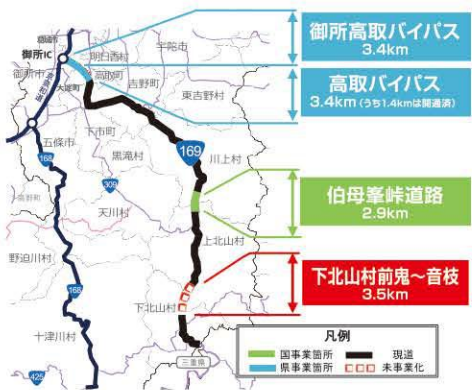 御所IC
明日香村
宇陀市
御所市
高取町
大淀町
吉野町
東吉野村
五條市
下市町
168
黒滝村
169
川上村
309
天川村
上北山村
野迫川村
168
下北山村
十津川村
三重県
425
御所高取バイパス
3.4km
高取バイパス
3.4km(うち1.4kmは開通済)
伯母峯峠道路
2.9km
下北山村前鬼～音枝
3.5km
凡例
国事業箇所
現道
県事業箇所
未事業化